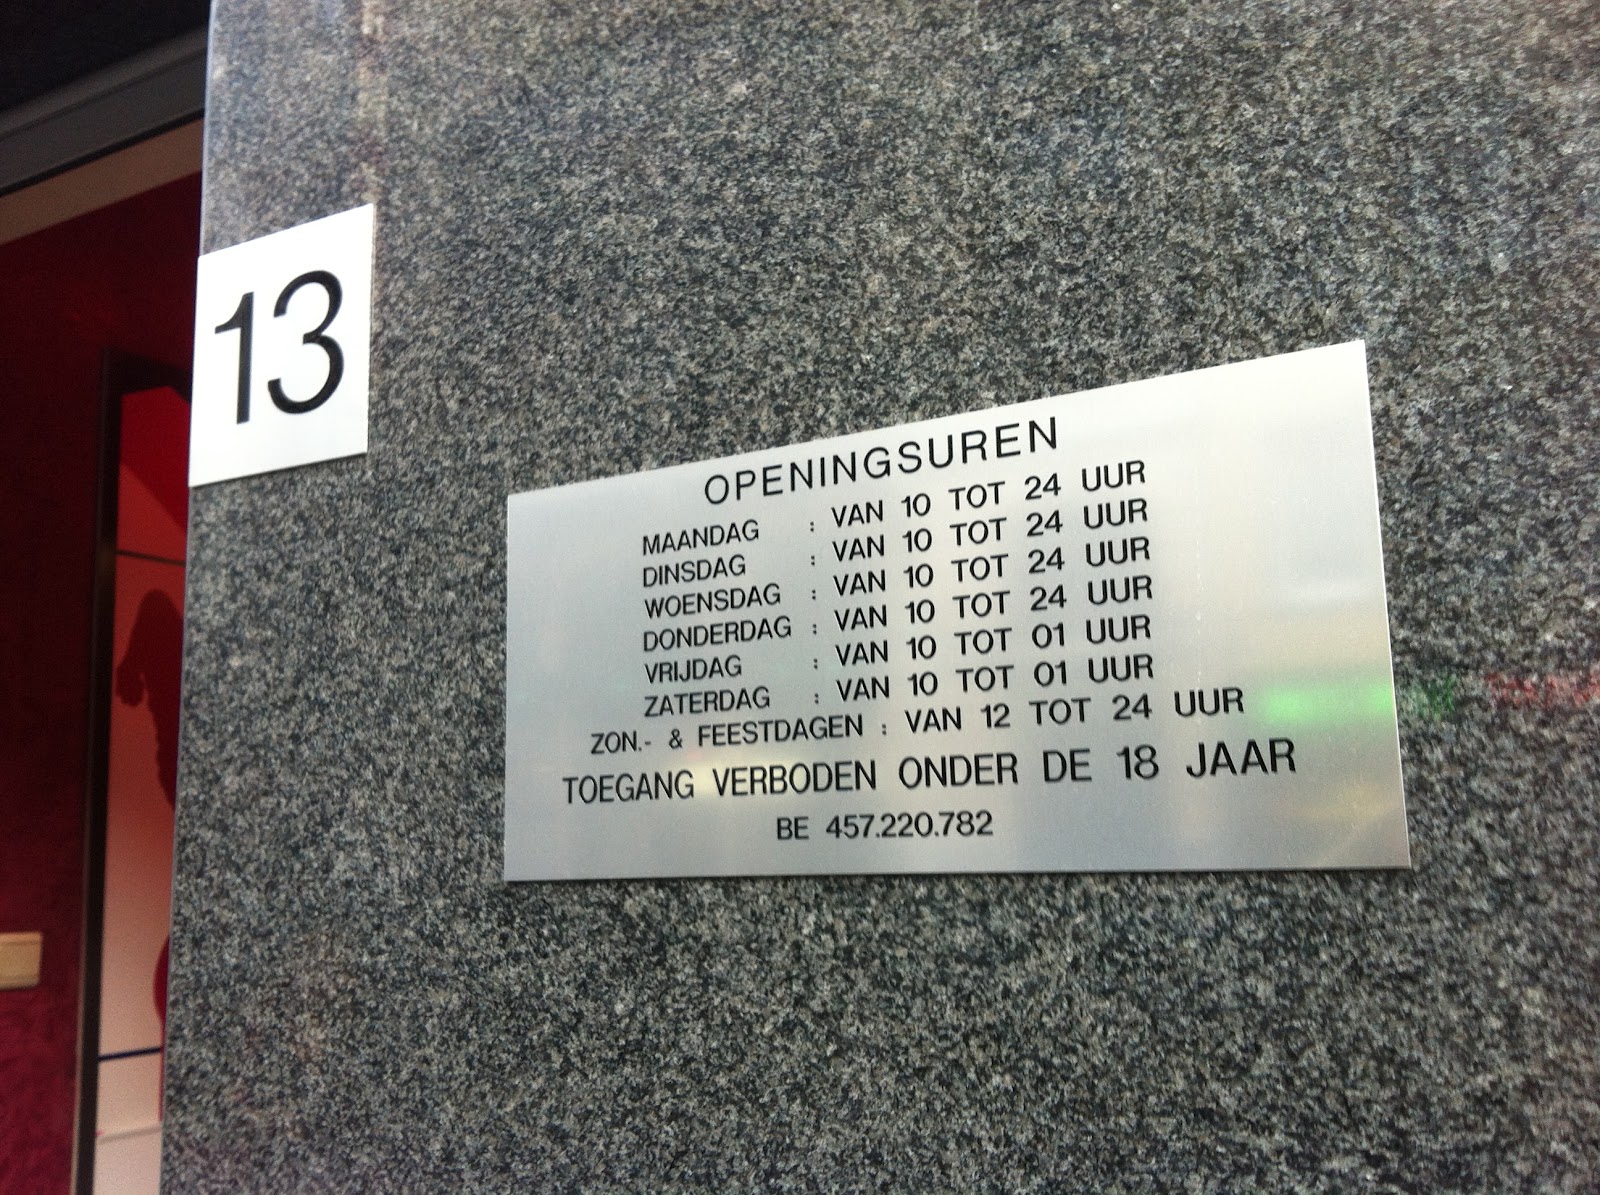 13
OPENINGSUREN
MAANDAG : VAN 10 TOT 24 UUR
DINSDAG : VAN 10 TOT 24 UUR
WOENSDAG : VAN 10 TOT 24 UUR
DONDERDAG : VAN 10 TOT 24 UUR
VRIJDAG : VAN 10 TOT 01 UUR
ZATERDAG : VAN 10 TOT 01 UUR
ZON.- & FEESTDAGEN : VAN 12 TOT 24 UUR
TOEGANG VERBODEN ONDER DE 18 JAAR
BE 457.220.782